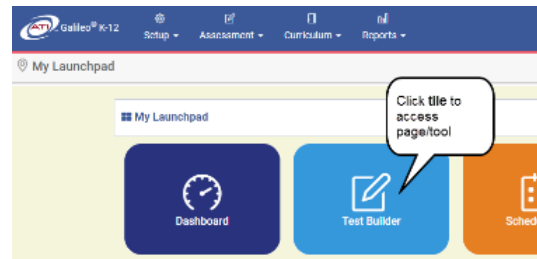 ATI Galileo® K-12
Setup Assessment Curriculum Reports
My Launchpad
My Launchpad
Click tile to
access
page/tool
Dashboard
Test Builder
Sched